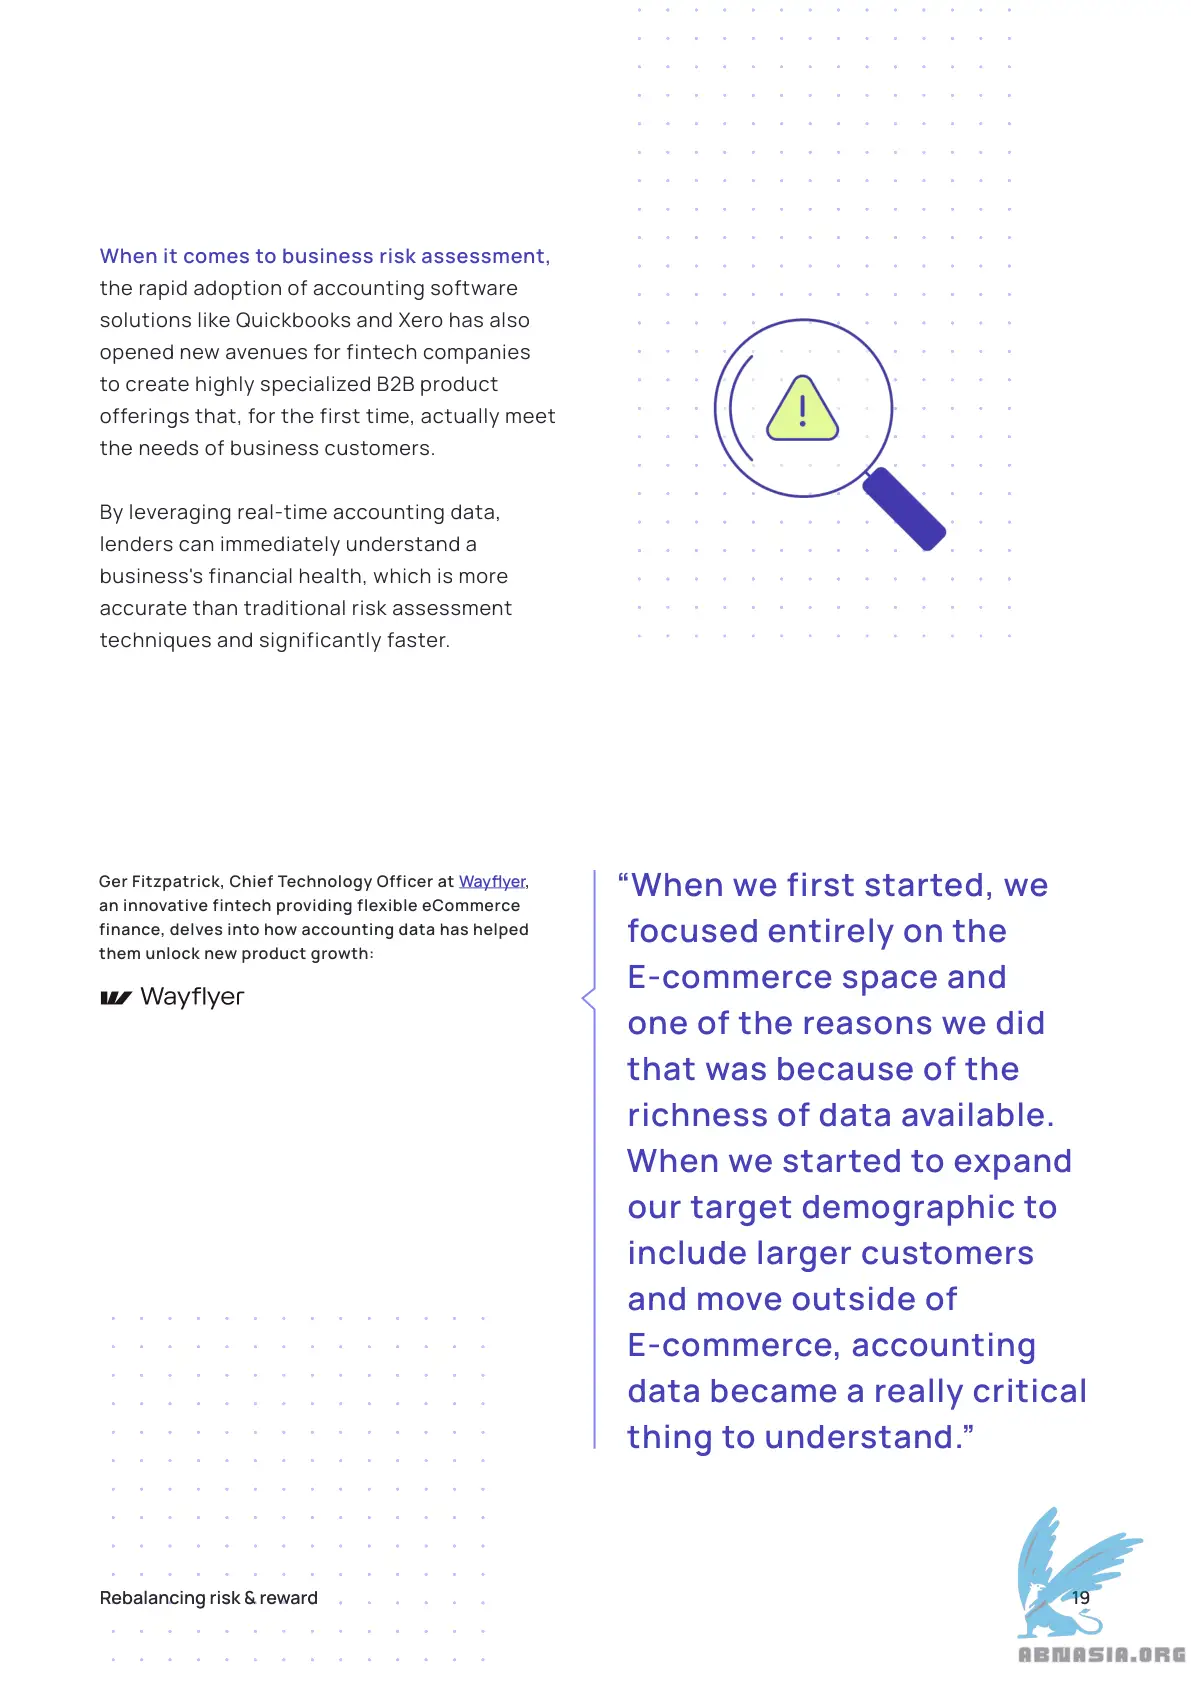 When it comes to business risk assessment,
the rapid adoption of accounting software
solutions like Quickbooks and Xero has also
opened new avenues for fintech companies
to create highly specialized B2B product
offerings that, for the first time, actually meet
the needs of business customers.
By leveraging real-time accounting data,
lenders can immediately understand a
business's financial health, which is more
accurate than traditional risk assessment
techniques and significantly faster.
Ger Fitzpatrick, Chief Technology Officer at Wayflyer,
an innovative fintech providing flexible eCommerce
finance, delves into how accounting data has helped
them unlock new product growth:
Wayflyer
“When we first started, we
focused entirely on the
E-commerce space and
one of the reasons we did
that was because of the
richness of data available.
When we started to expand
our target demographic to
include larger customers
and move outside of
E-commerce, accounting
data became a really critical
thing to understand.”
Rebalancing risk & reward
19
ABNASIA.ORG